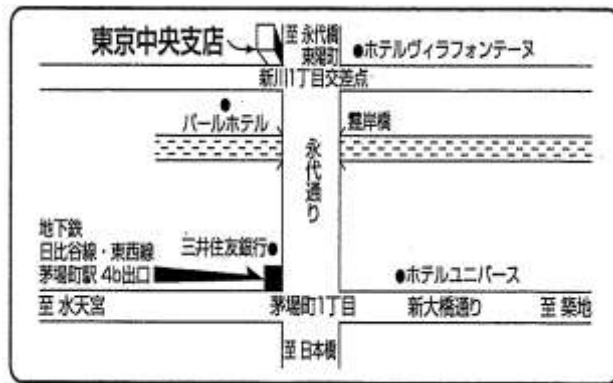 東京中央支店
至 永代橋
東陽町
●ホテルヴィラフォンテーヌ
新川1丁目交差点
パールホテル
霊岸橋
永代通り
地下鉄
日比谷線・東西線
茅場町駅 4b出口
三井住友銀行●
●ホテルユニバース
至 水天宮
茅場町1丁目
新大橋通り
至 築地
至 日本橋